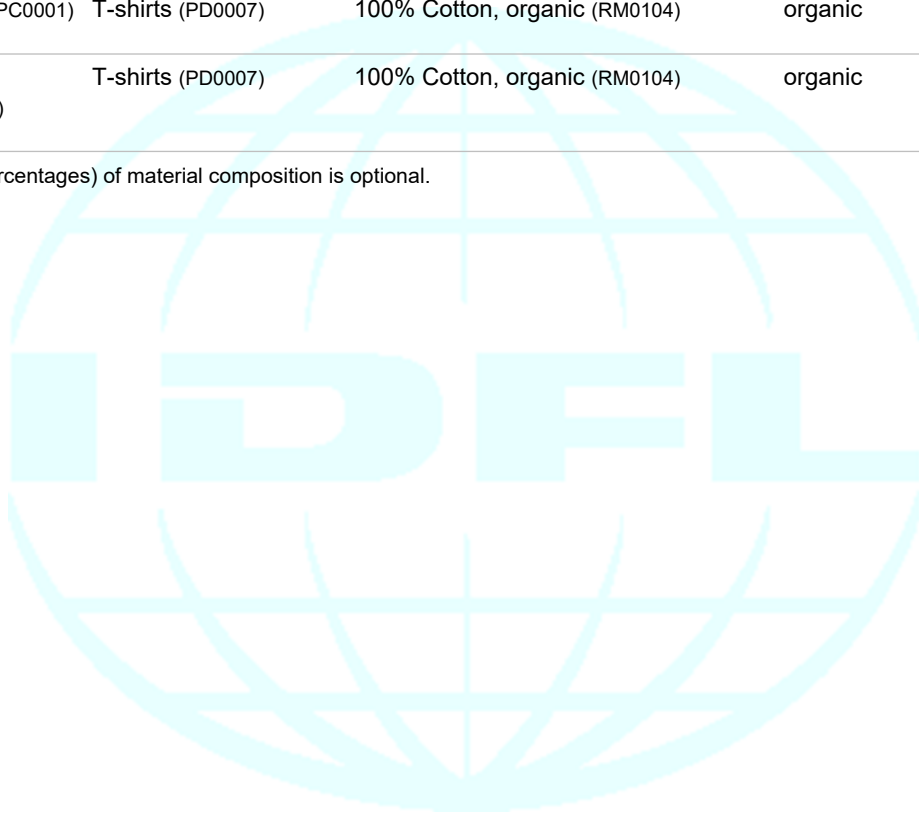 PC0001) T-shirts (PD0007) 100% Cotton, organic (RM0104) organic
T-shirts (PD0007) 100% Cotton, organic (RM0104) organic
)
rcentages) of material composition is optional.
IDFL